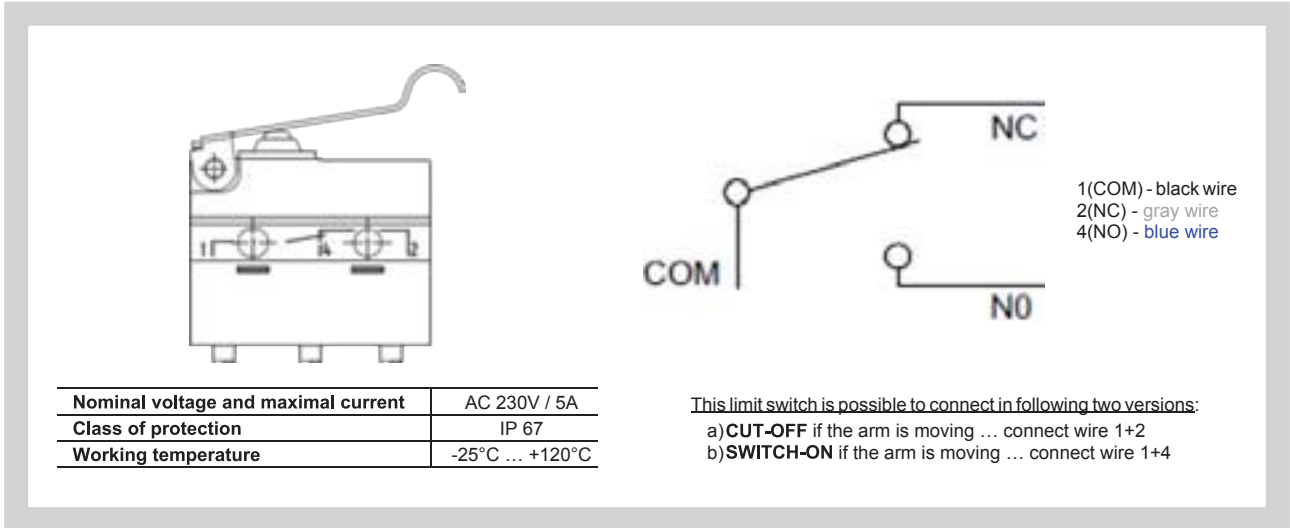 1
4
2
NC
COM
N0
1(COM) - black wire
2(NC) - gray wire
4(NO) - blue wire
Nominal voltage and maximal current AC 230V / 5A
Class of protection IP 67
Working temperature -25°C … +120°C
This limit switch is possible to connect in following two versions:
a) CUT-OFF if the arm is moving … connect wire 1+2
b) SWITCH-ON if the arm is moving … connect wire 1+4